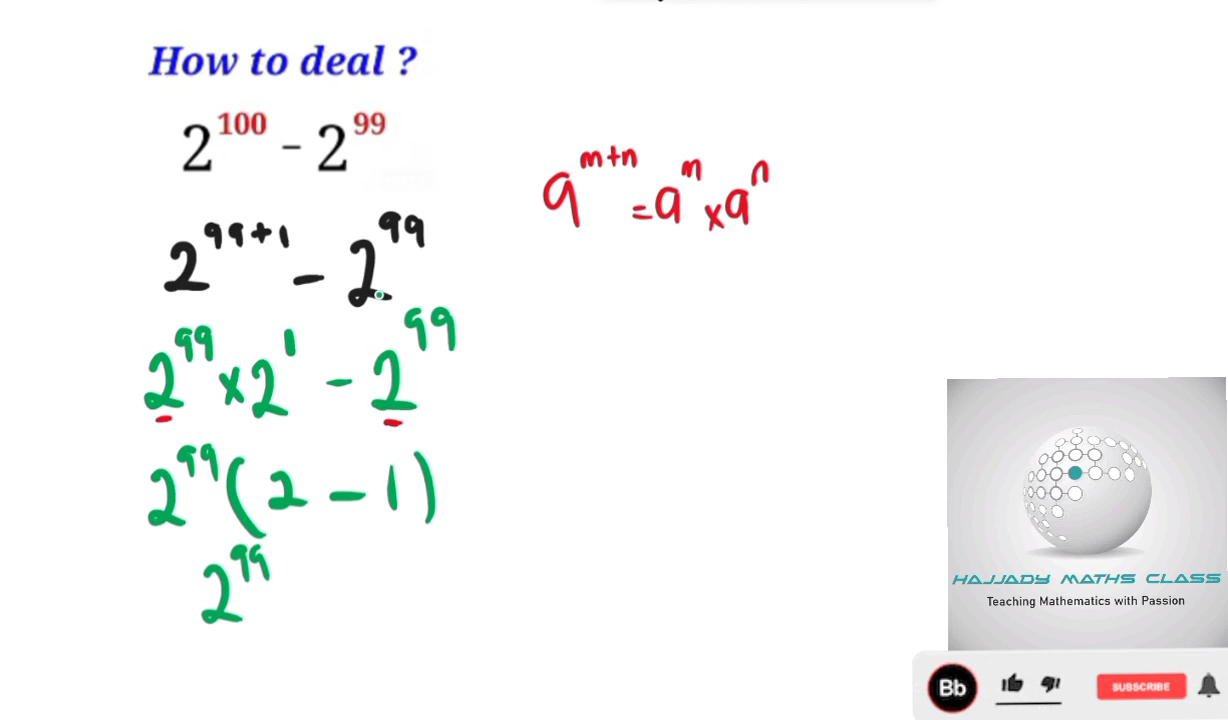 How to deal ?
2^100 - 2^99
a^m+n = a^m × a^n
2^99+1 - 2^99
2^99 × 2^1 - 2^99
2^99 (2 - 1)
2^99
HAJJADY MATHS CLASS
Teaching Mathematics with Passion
Bb
SUBSCRIBE